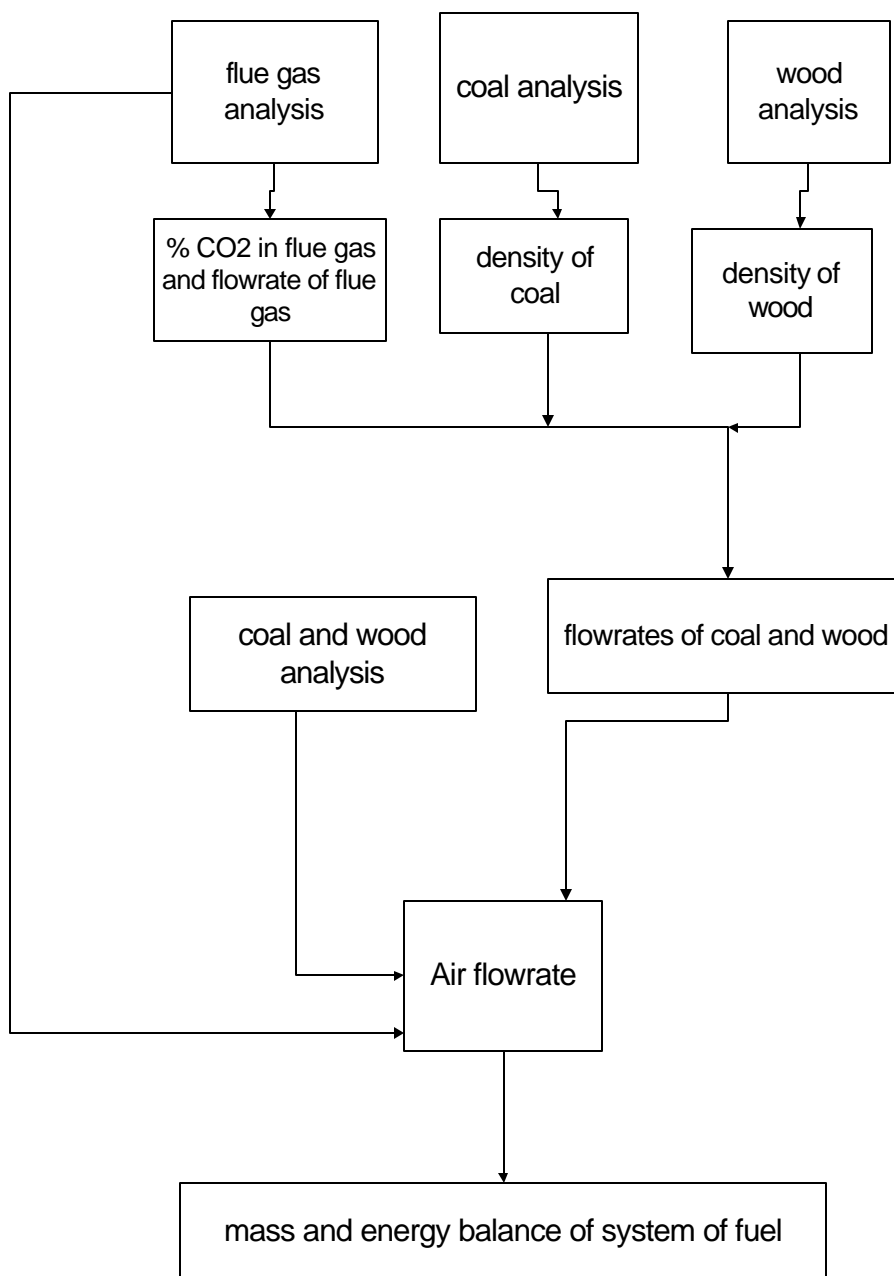 flue gas
analysis
coal analysis
wood
analysis
% CO2 in flue gas
and flowrate of flue
gas
density of
coal
density of
wood
flowrates of coal and wood
coal and wood
analysis
Air flowrate
mass and energy balance of system of fuel